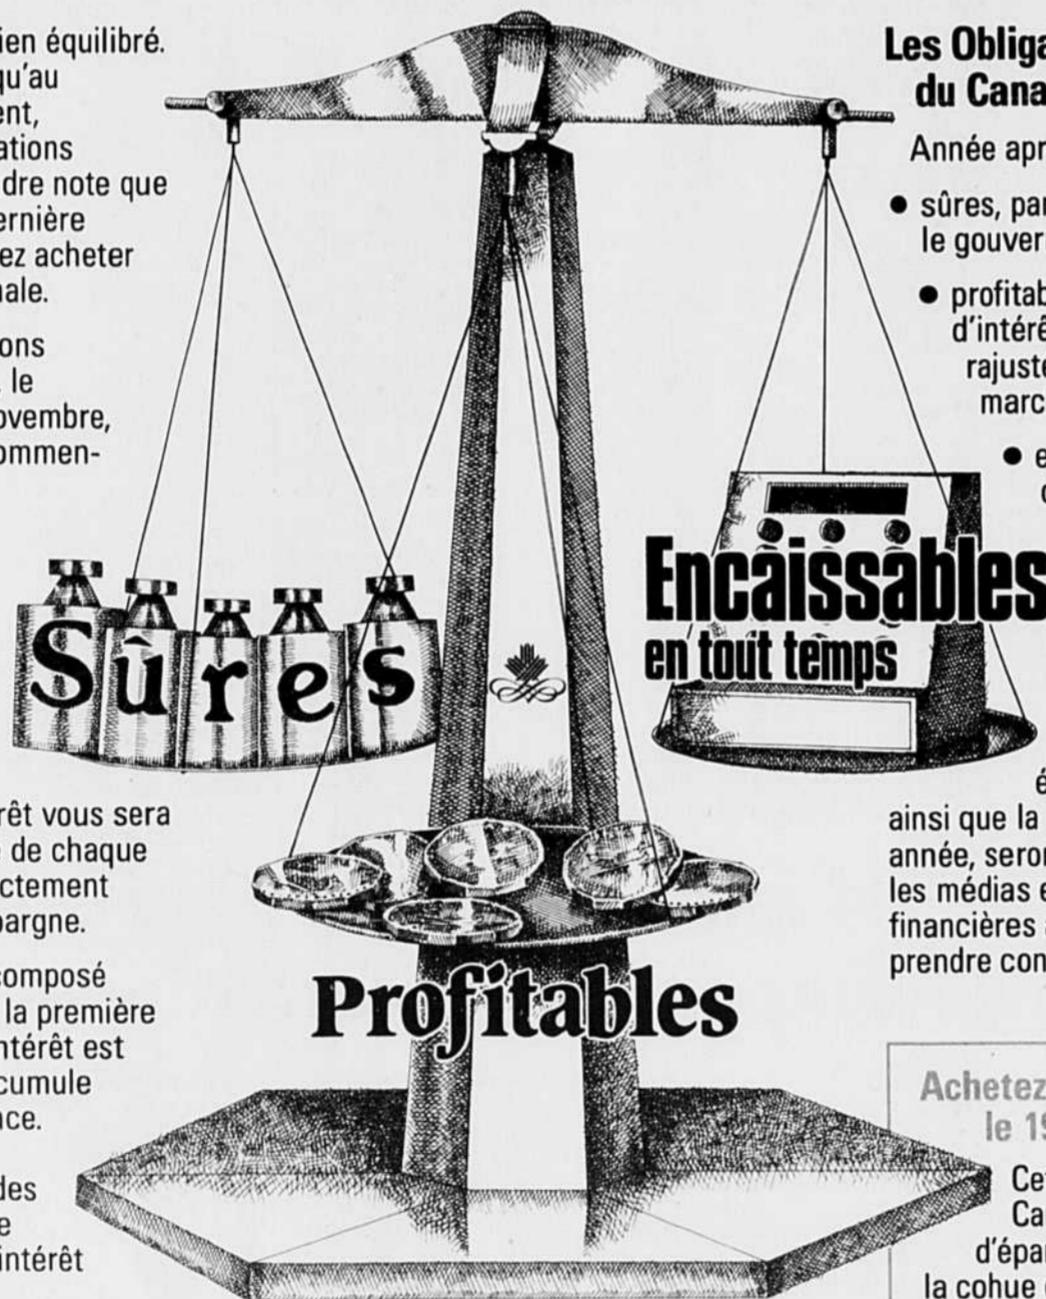 ien équilibré.
qu'au
ent,
ations
dre note que
ernière
ez acheter
nale.
ons
le
ovembre,
ommen-
Sûres
rêt vous sera
de chaque
ctement
pargne.
composé
la première
ntérêt est
cumule
nce.
des
e
intérêt
Profitables
Les Obliga
du Cana
Année apr
• sûres, par
le gouver
• profitab
d'intérê
rajuste
marc
• e
Encaissables
en tout temps
é
ainsi que la
année, seron
les médias e
financières
prendre con
Achetez
le 19
Ce
Ca
d'épar
la cohue